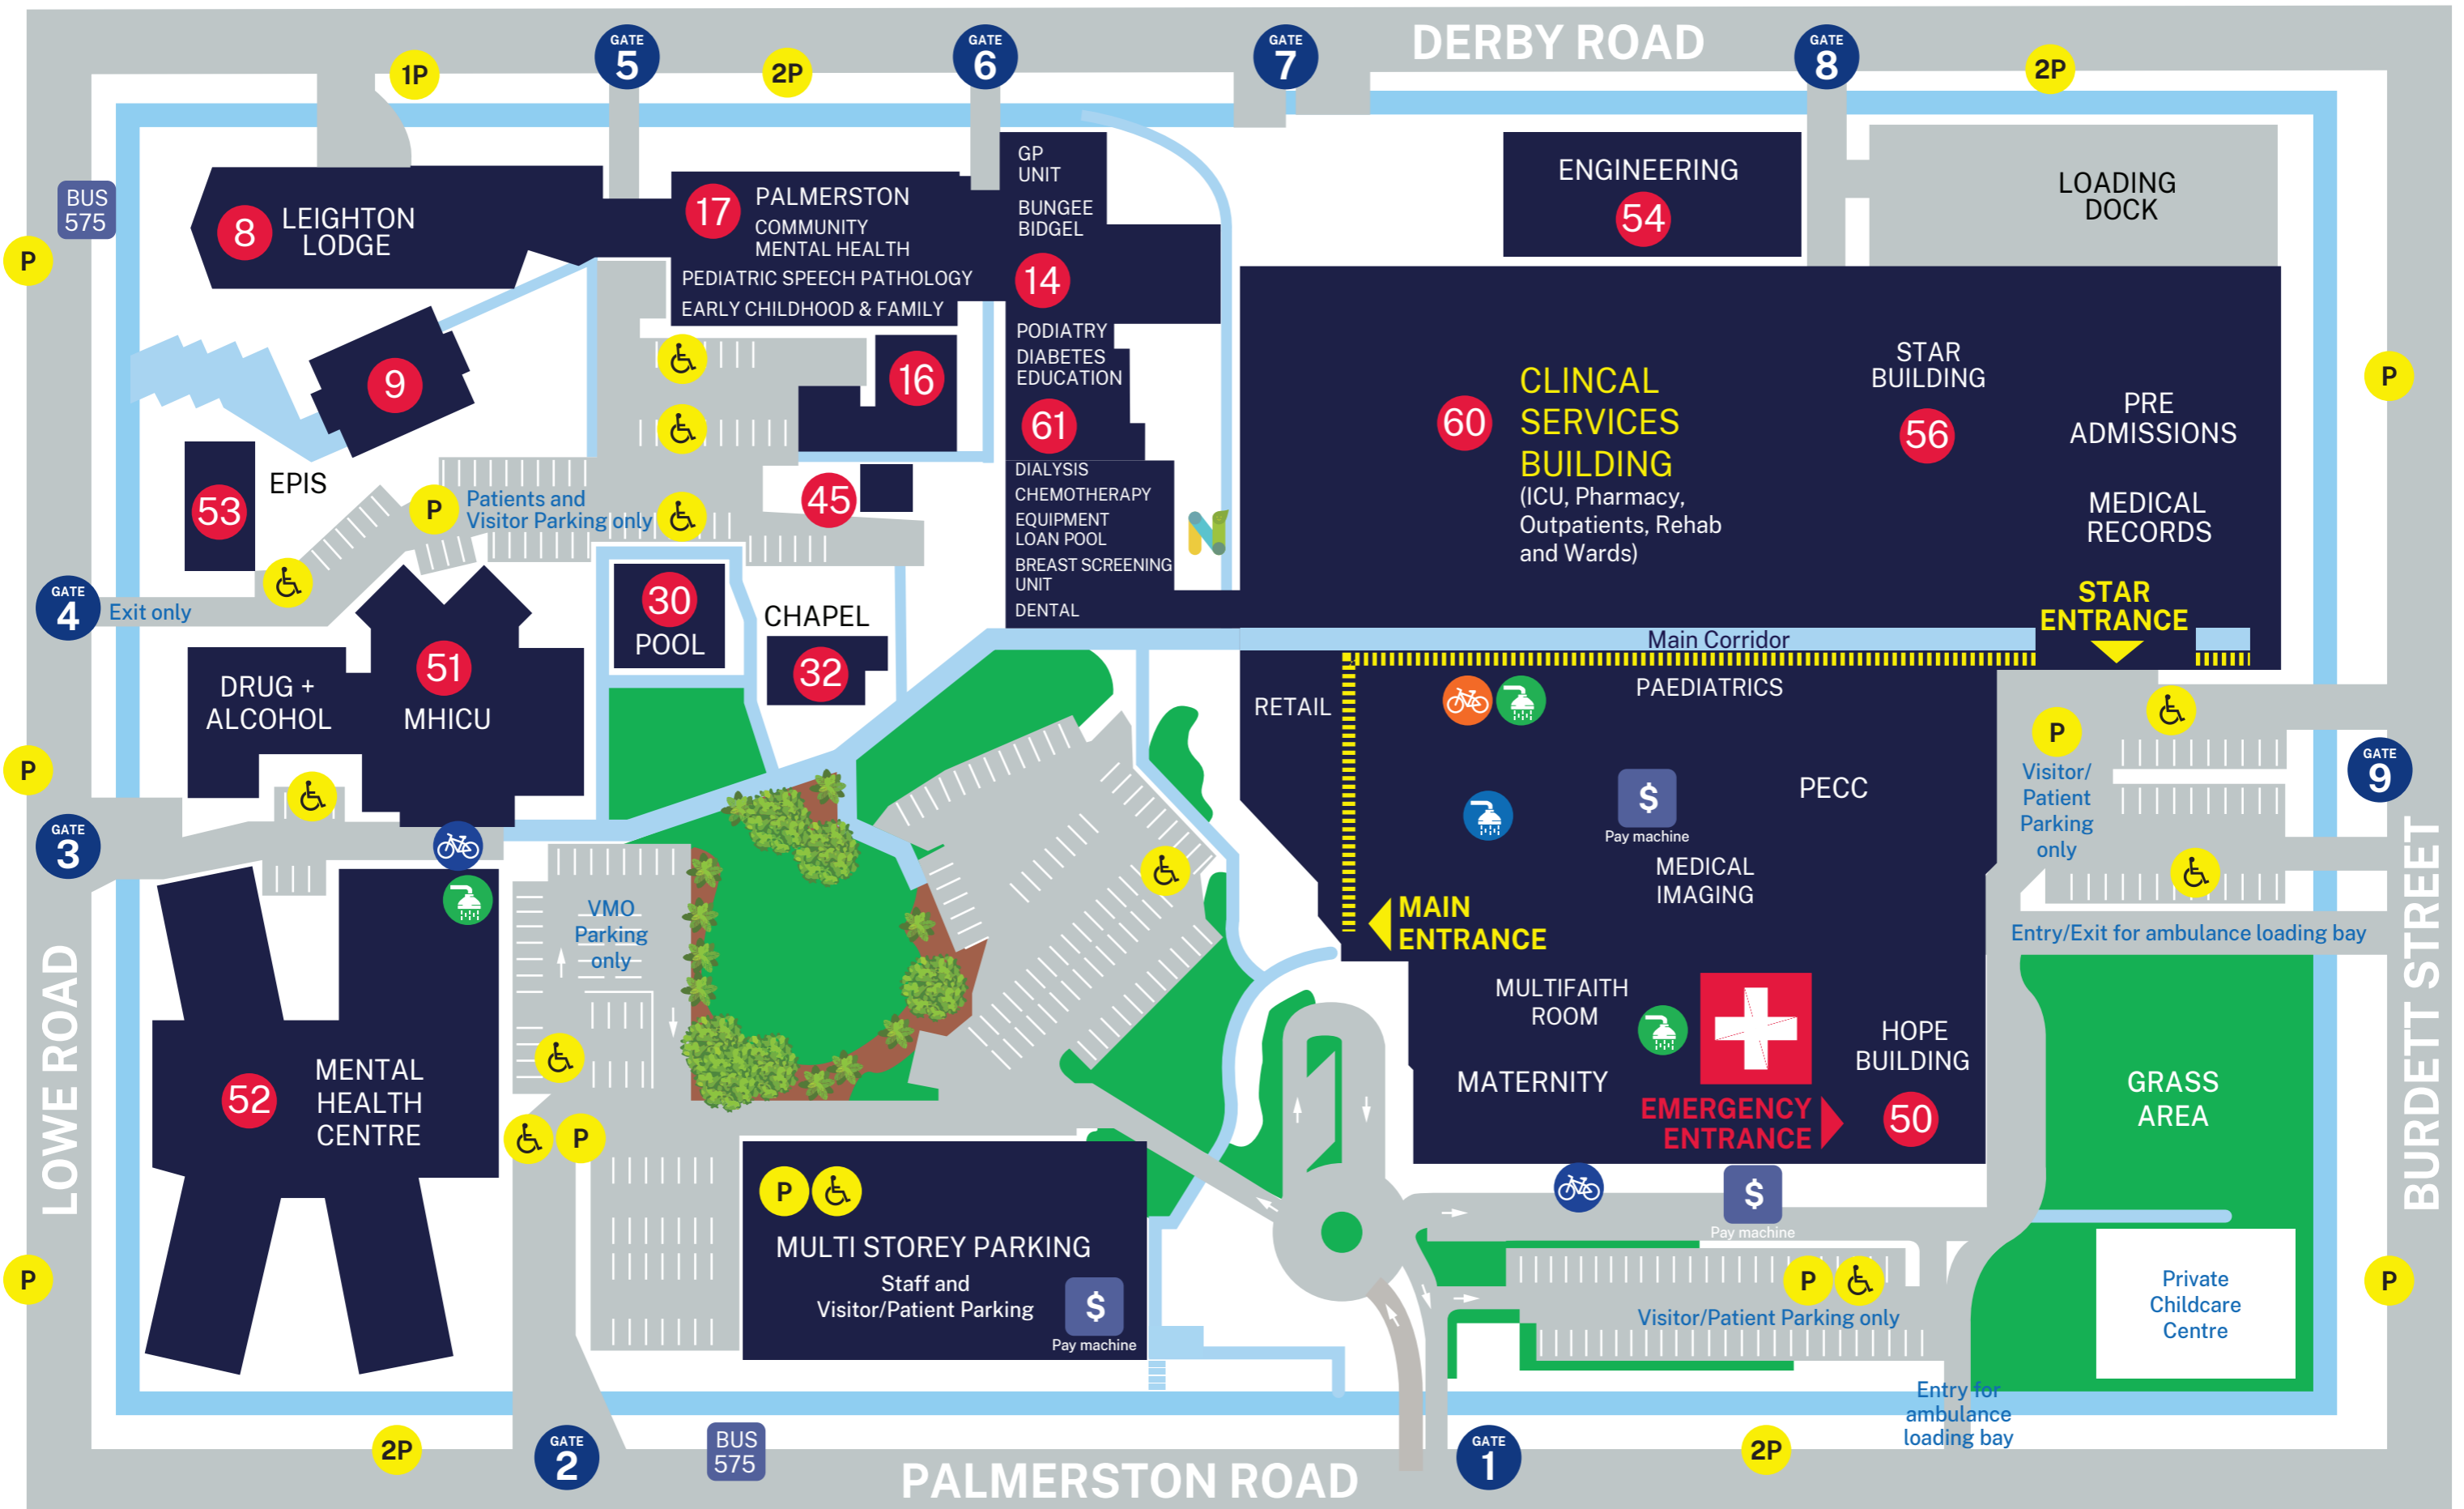 DERBY ROAD
GATE
5
GATE
6
GATE
7
GATE
8
1P
2P
2P
BUS
575
P
8
LEIGHTON
LODGE
17
PALMERSTON
COMMUNITY
MENTAL HEALTH
PEDIATRIC SPEECH PATHOLOGY
EARLY CHILDHOOD & FAMILY
GP
UNIT
BUNGEE
BIDGEL
14
PODIATRY
DIABETES
EDUCATION
61
DIALYSIS
CHEMOTHERAPY
EQUIPMENT
LOAN POOL
BREAST SCREENING
UNIT
DENTAL
ENGINEERING
54
LOADING
DOCK
9
16
45
53
EPIS
P
Patients and
Visitor Parking only
60
CLINCAL
SERVICES
BUILDING
(ICU, Pharmacy,
Outpatients, Rehab
and Wards)
STAR
BUILDING
56
PRE
ADMISSIONS
MEDICAL
RECORDS
STAR
ENTRANCE
P
GATE
4
Exit only
30
POOL
CHAPEL
32
DRUG +
ALCOHOL
51
MHICU
Main Corridor
RETAIL
PAEDIATRICS
PECC
$
Pay machine
MEDICAL
IMAGING
MAIN
ENTRANCE
P
Visitor/
Patient
Parking
only
GATE
9
P
GATE
3
VMO
Parking
only
Entry/Exit for ambulance loading bay
LOWE ROAD
BURDETT STREET
52
MENTAL
HEALTH
CENTRE
MULTIFAITH
ROOM
MATERNITY
HOPE
BUILDING
50
EMERGENCY
ENTRANCE
GRASS
AREA
P
P
MULTI STOREY PARKING
Staff and
Visitor/Patient Parking
$
Pay machine
$
Pay machine
P
Visitor/Patient Parking only
Private
Childcare
Centre
P
P
Entry for
ambulance
loading bay
2P
GATE
2
BUS
575
PALMERSTON ROAD
GATE
1
2P